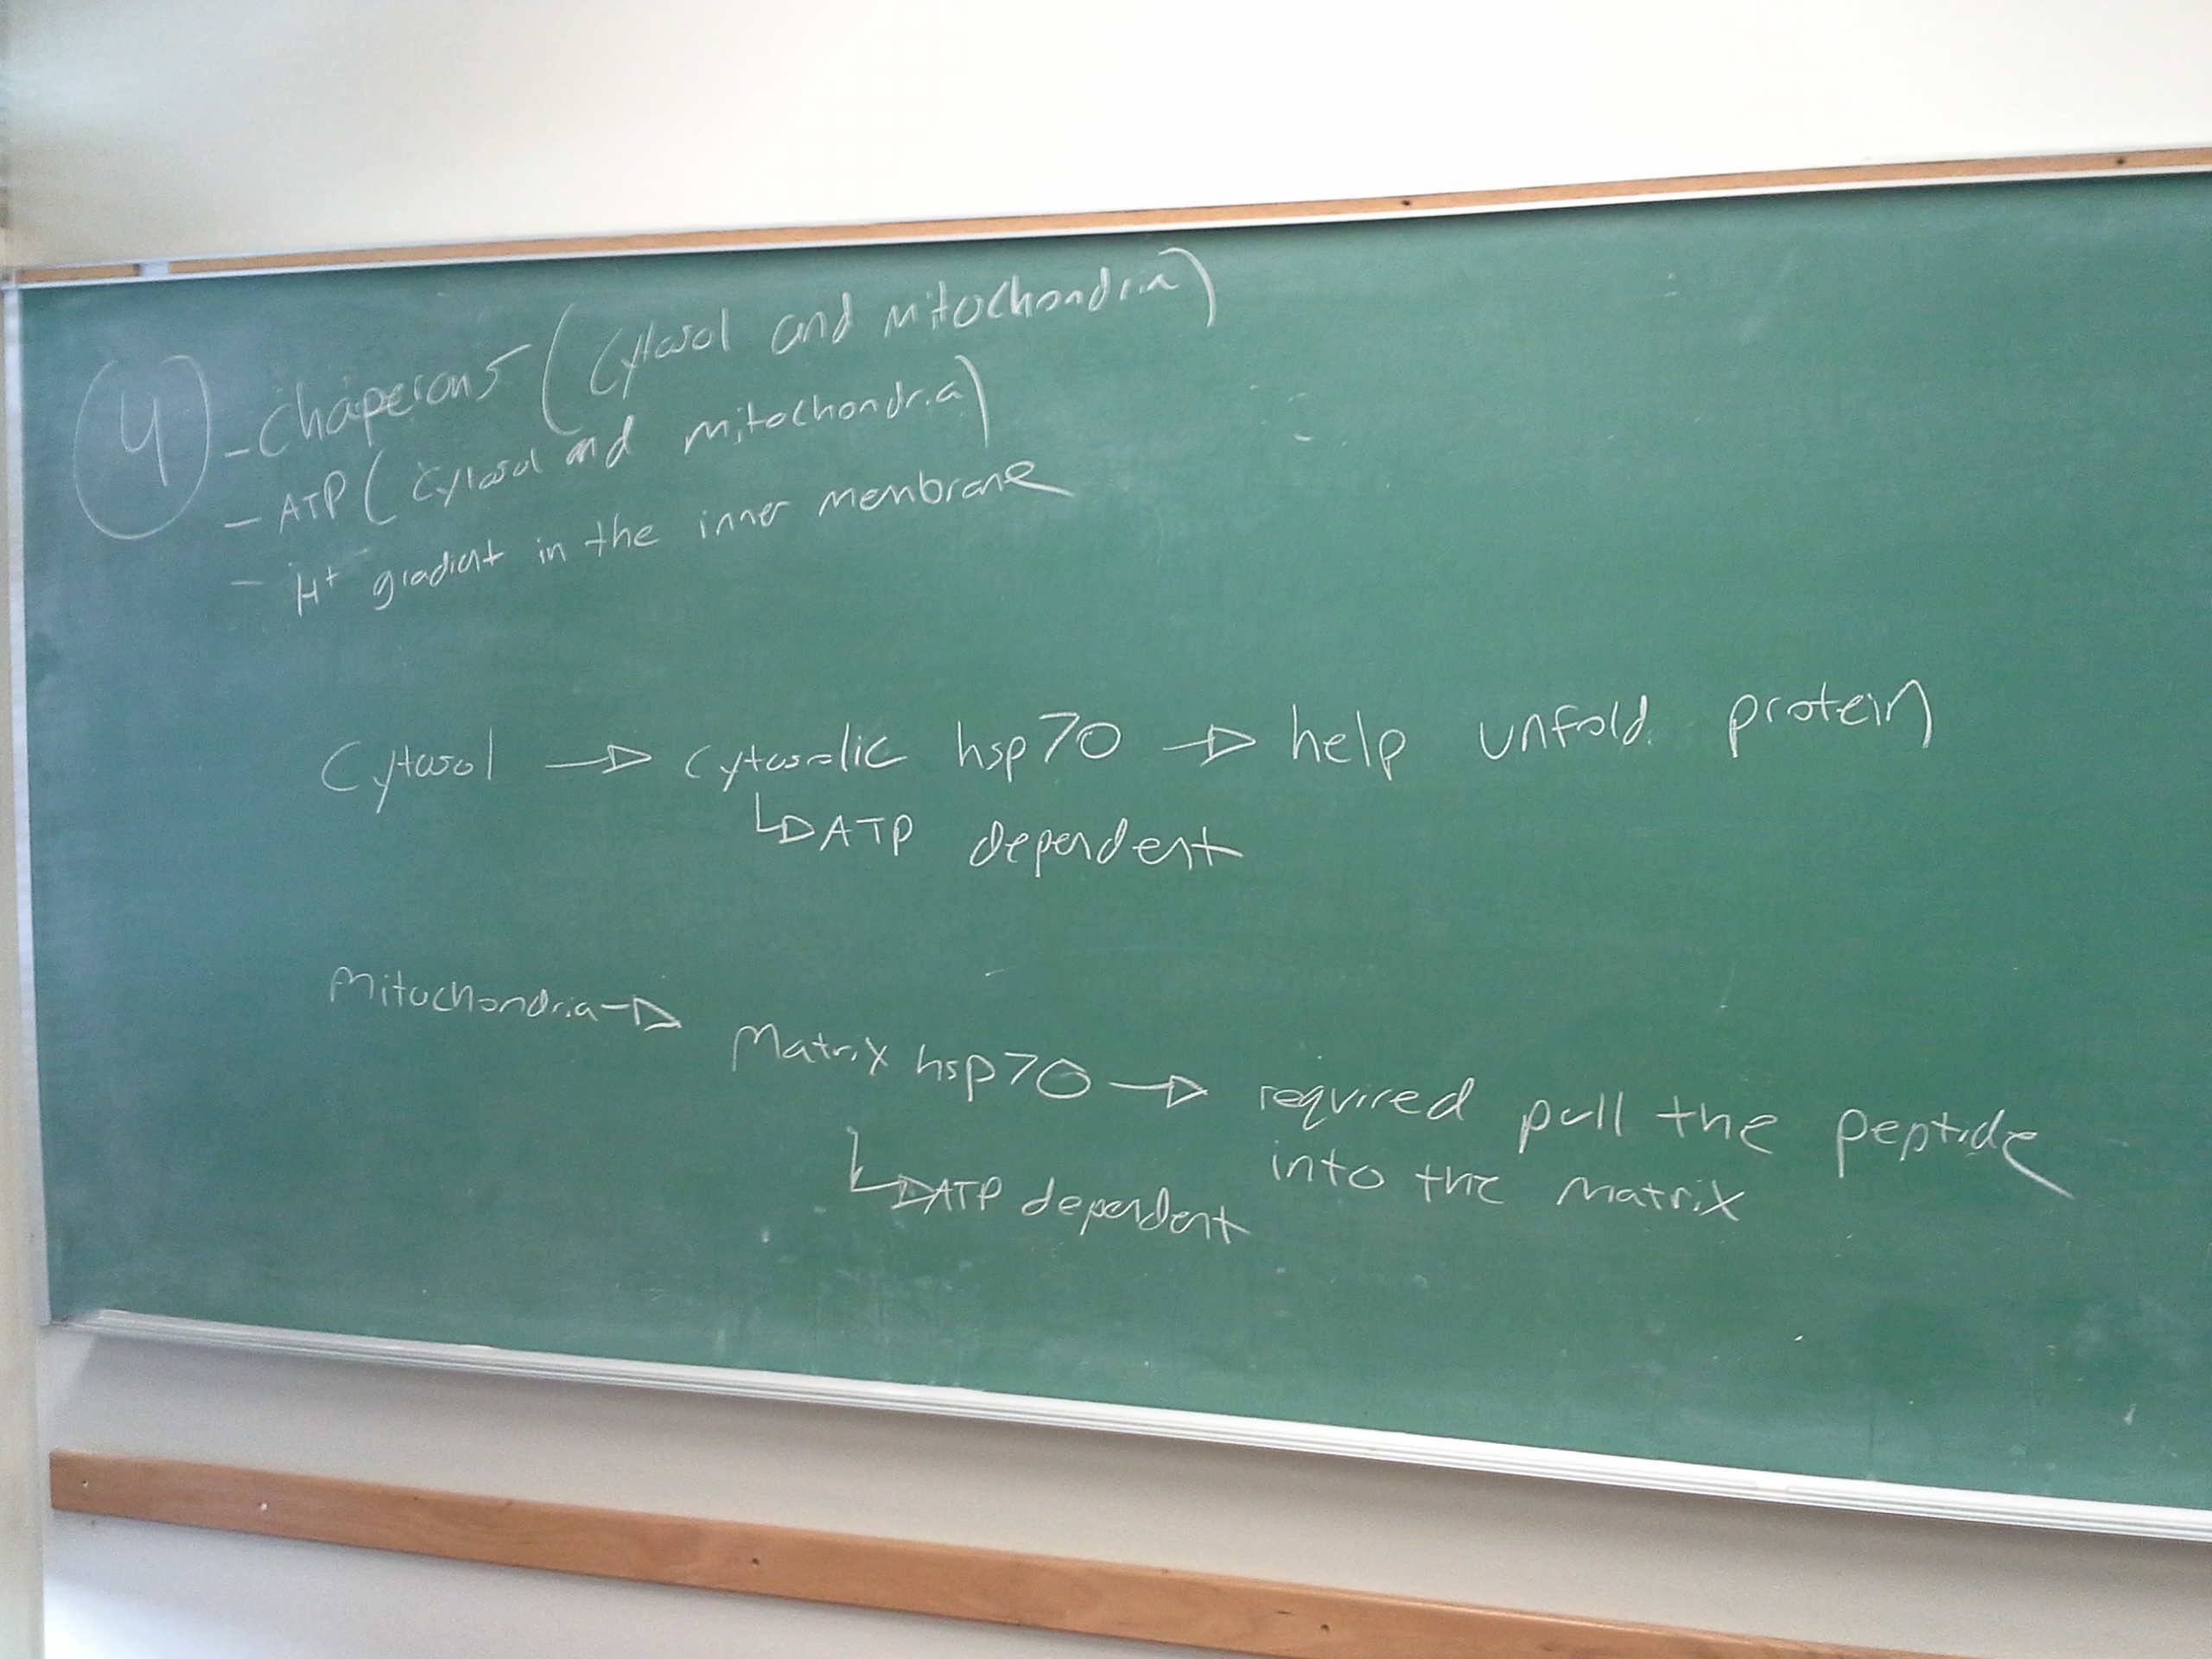 4 - Chaperons (Cytosol and mitochondria)
- ATP (Cytosol and mitochondria)
- H+ gradient in the inner membrane
Cytosol → Cytosolic hsp70 → help unfold protein
↳ ATP dependent
Mitochondria →
Matrix hsp70 → required pull the peptide
into the matrix
↳ ATP dependent